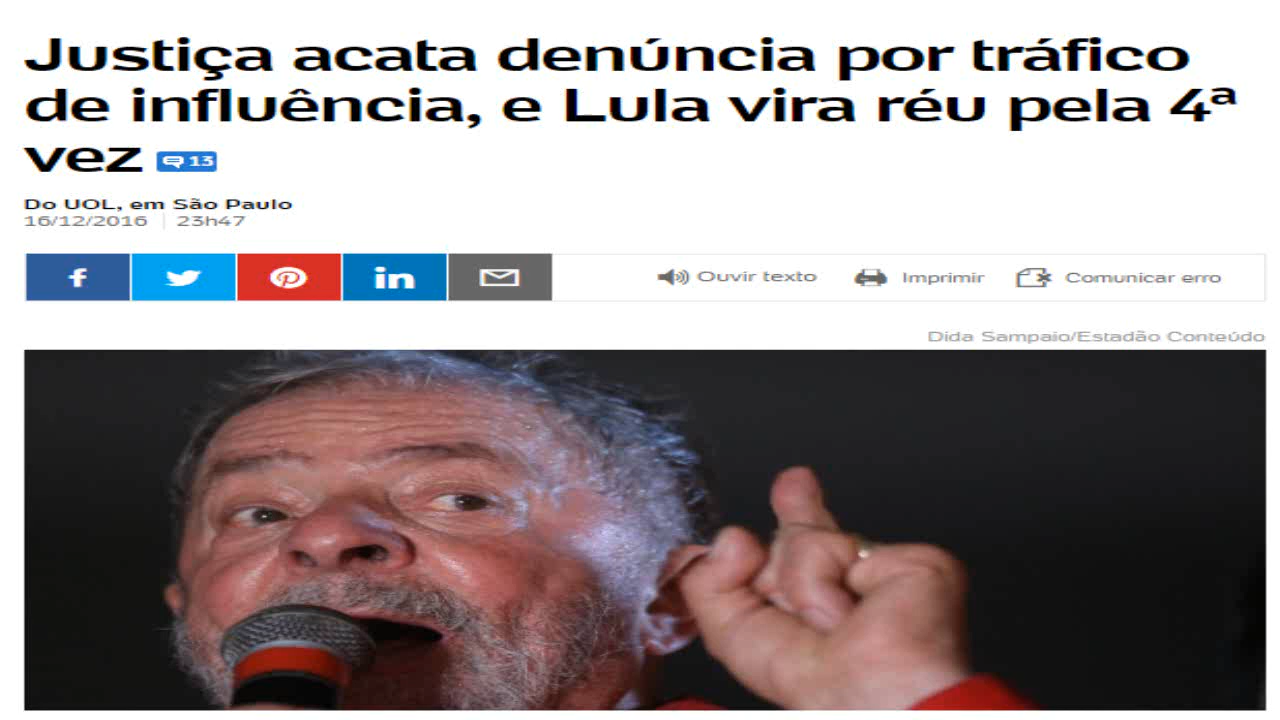 Justiça acata denúncia por tráfico
de influência, e Lula vira réu pela 4ª
vez 13
Do UOL, em São Paulo
16/12/2016 23h47
f in Ouvir texto Imprimir Comunicar erro
Dida Sampaio/Estadão Conteúdo